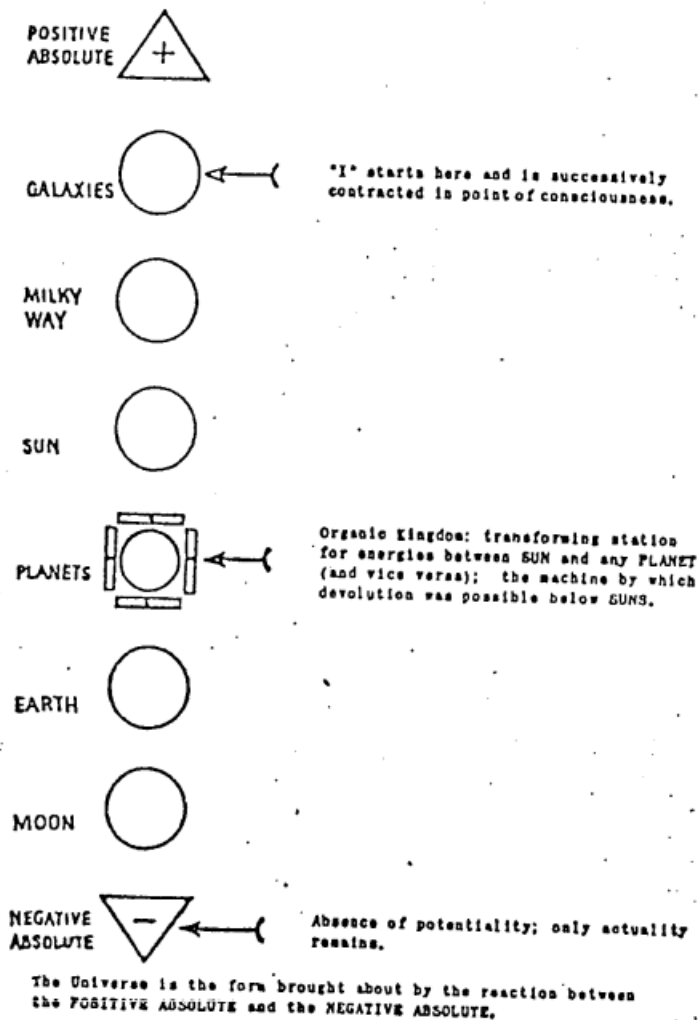 POSITIVE
ABSOLUTE
+
GALAXIES
"I" starts here and is successively
contracted in point of consciousness.
MILKY
WAY
SUN
PLANETS
Organic Kingdom: transforming station
for energies between SUN and any PLANET
(and vice versa); the machine by which
devolution was possible below SUNS.
EARTH
MOON
NEGATIVE
ABSOLUTE
-
Absence of potentiality; only actuality
remains.
The Universe is the form brought about by the reaction between
the POSITIVE ABSOLUTE and the NEGATIVE ABSOLUTE.